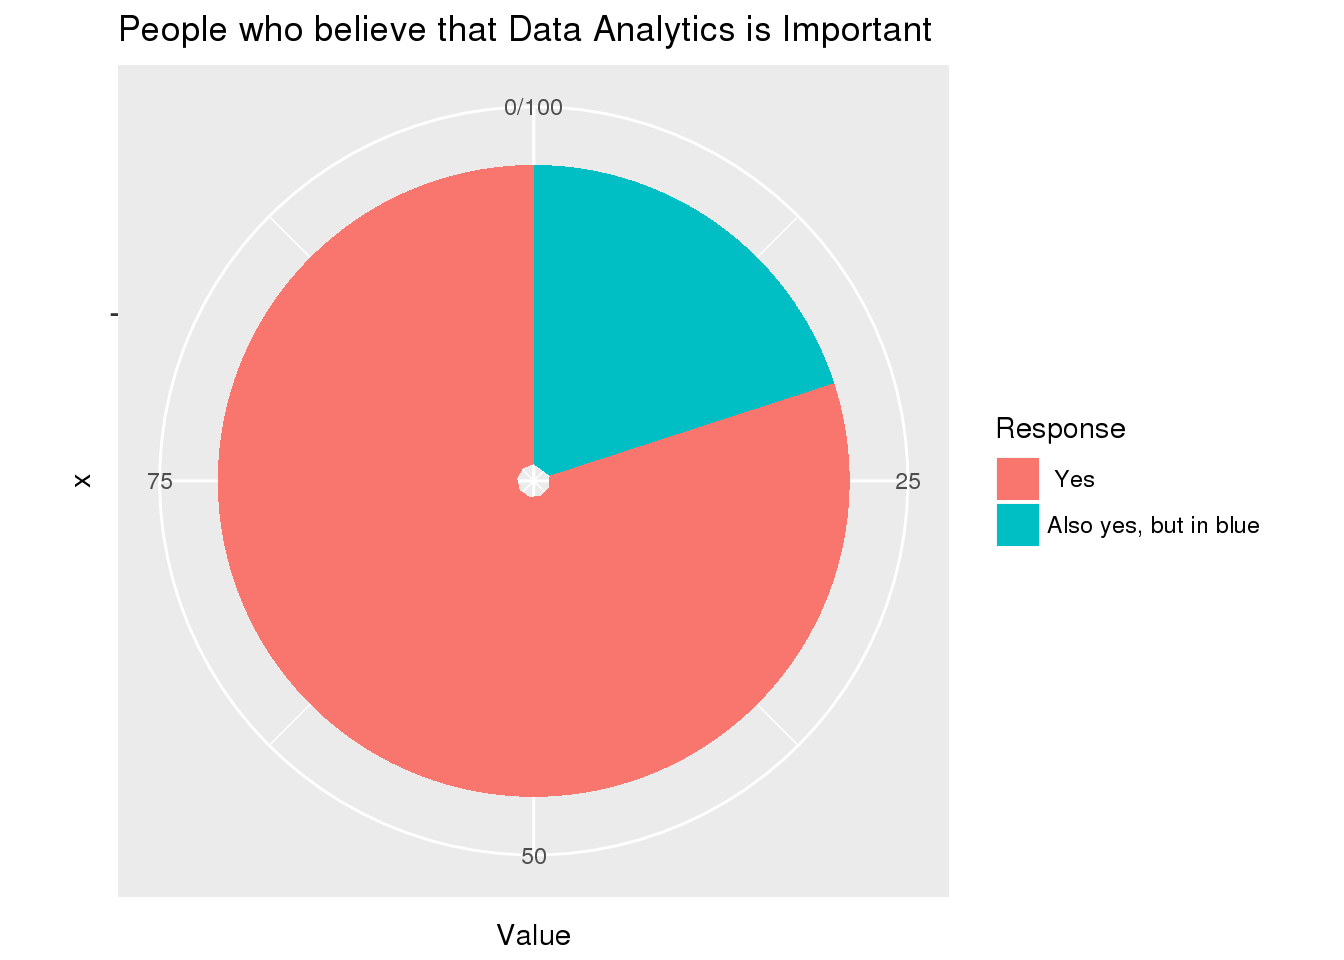 People who believe that Data Analytics is Important
0/100
75
x
25
50
Value
Response
Yes
Also yes, but in blue